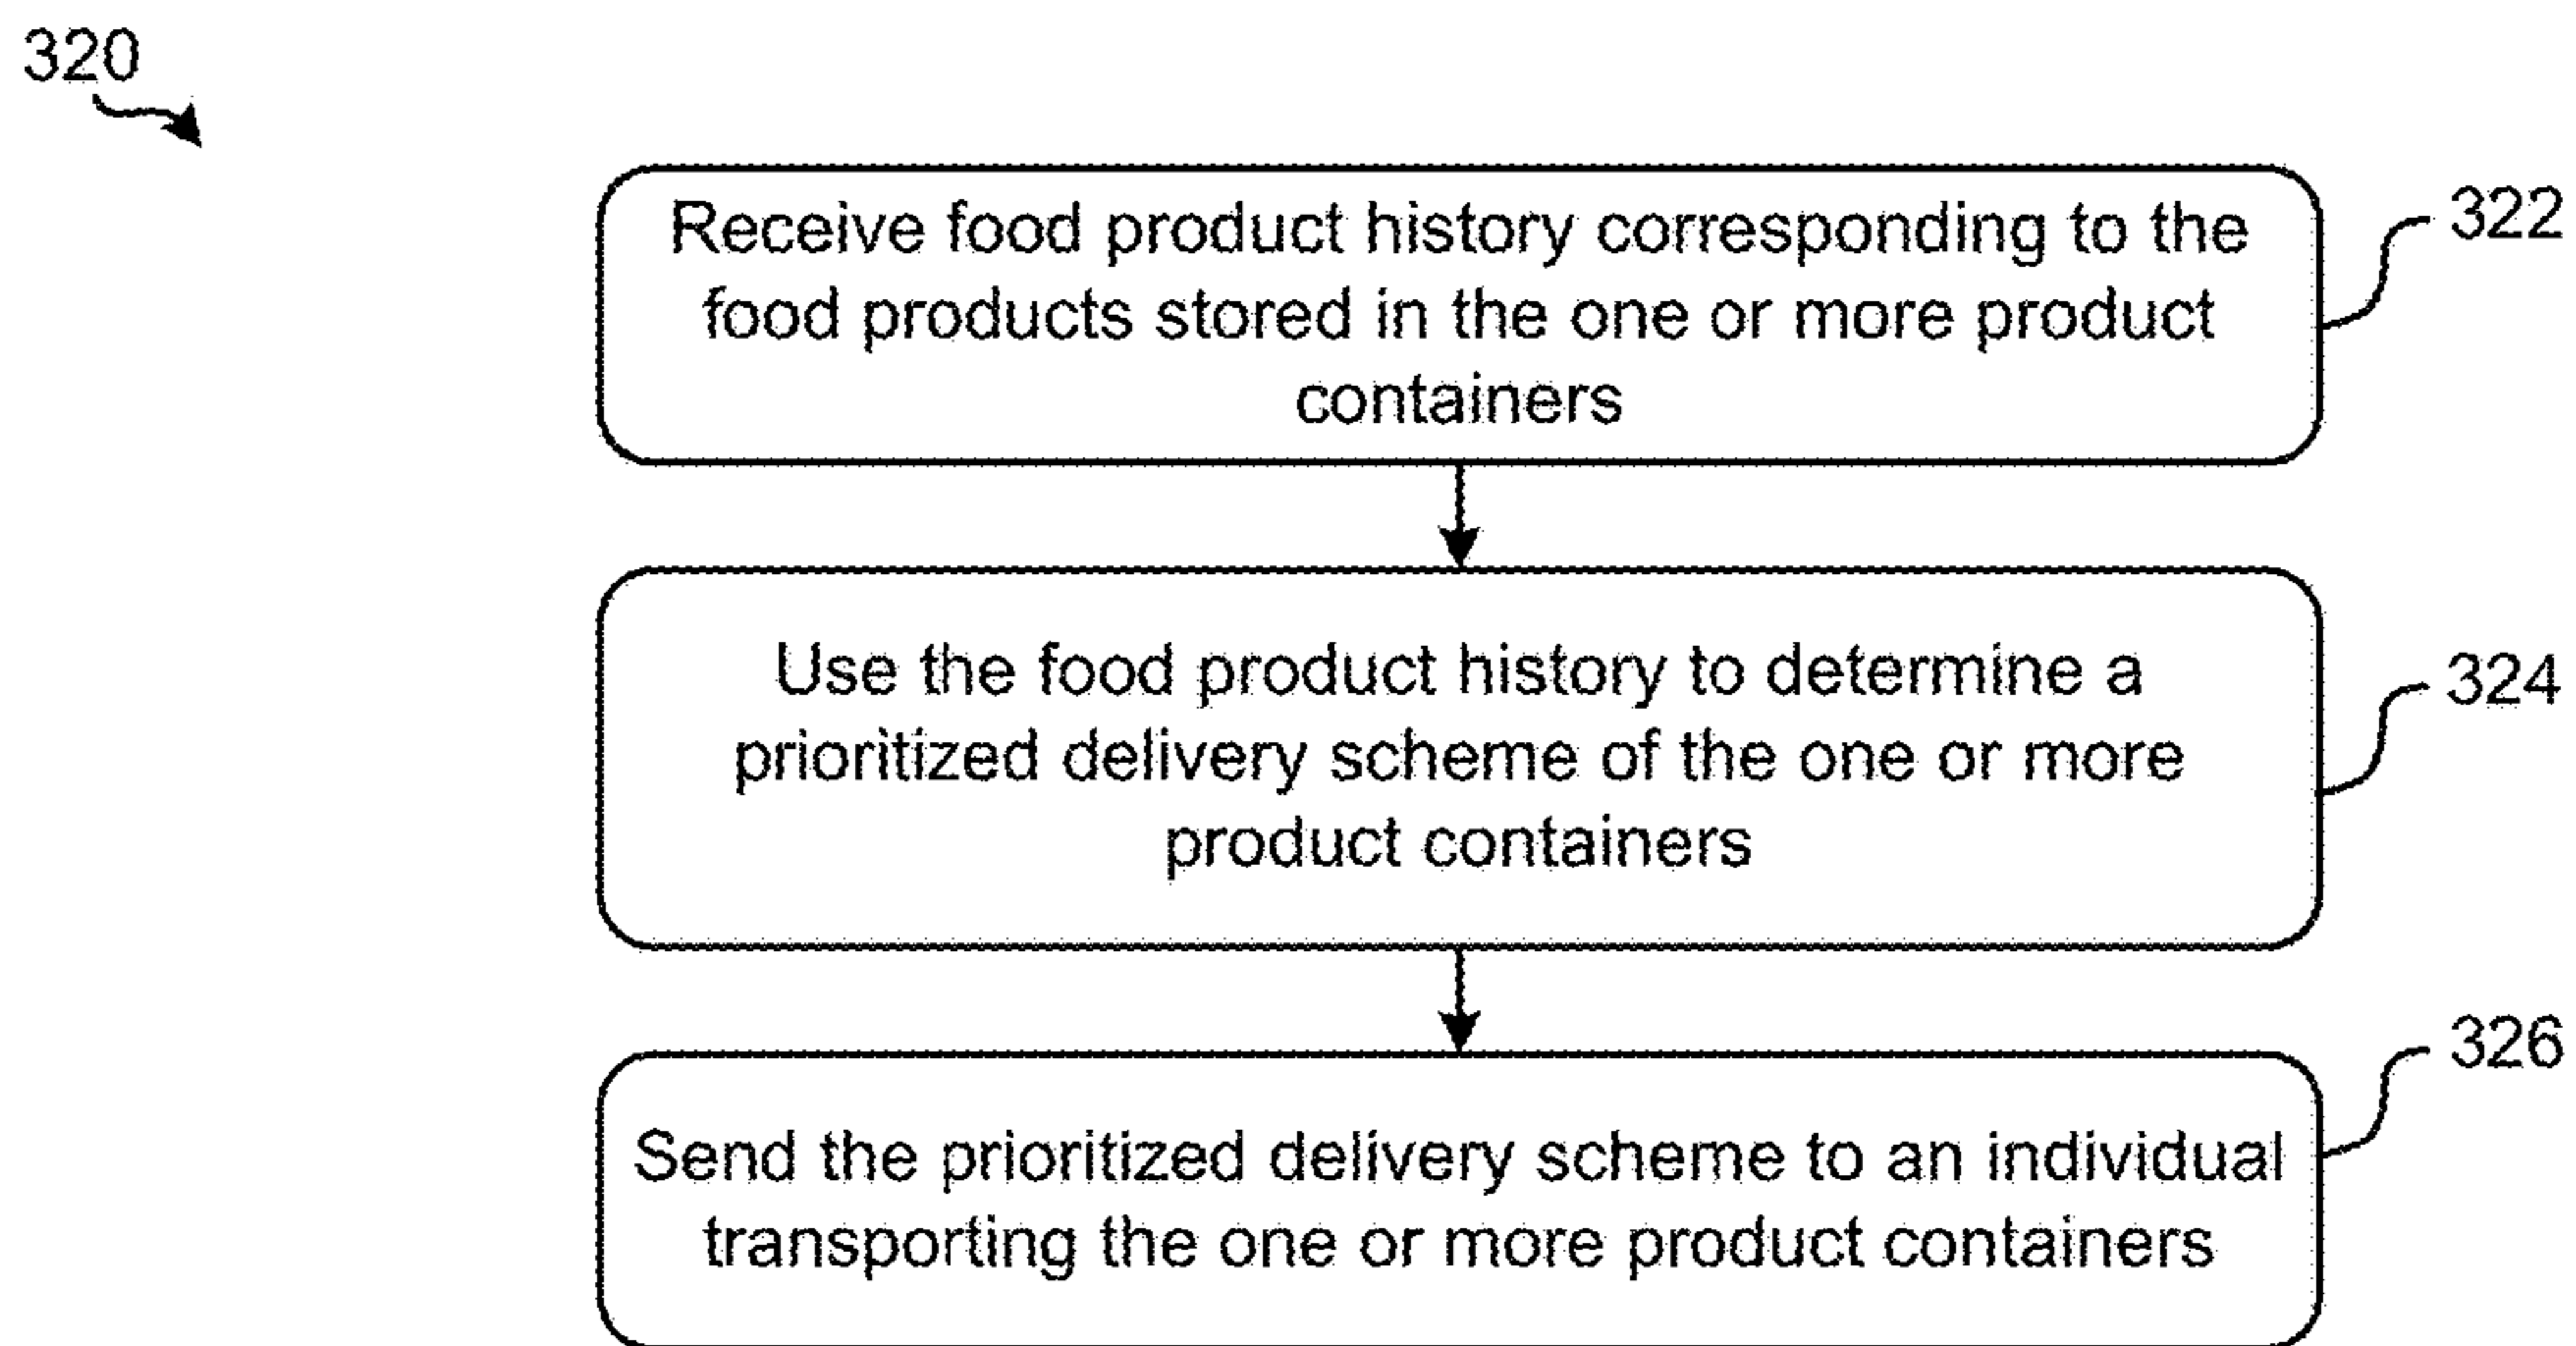 320
Receive food product history corresponding to the
food products stored in the one or more product
containers
322
Use the food product history to determine a
prioritized delivery scheme of the one or more
product containers
324
Send the prioritized delivery scheme to an individual
transporting the one or more product containers
326